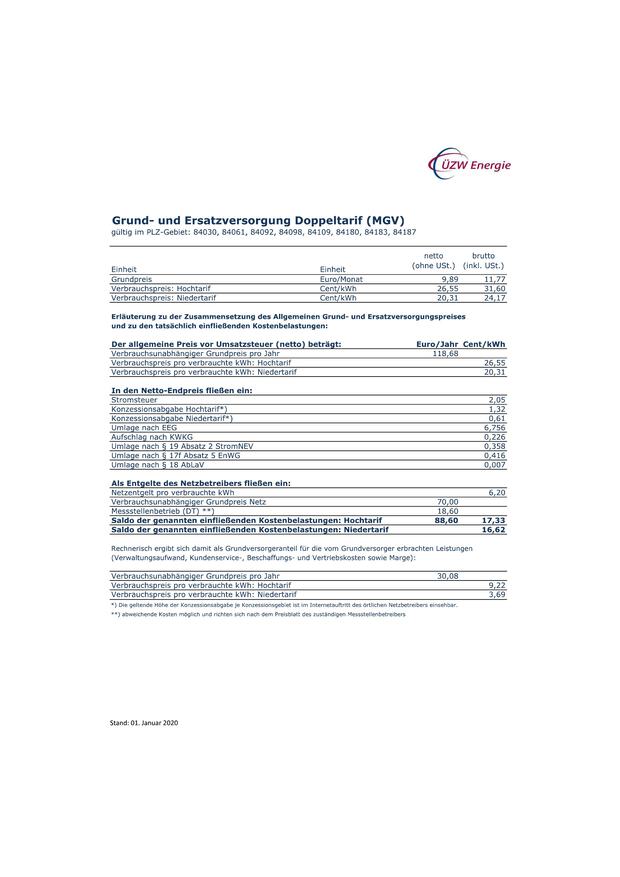 ÜZW Energie
Grund- und Ersatzversorgung Doppeltarif (MGV)
gültig im PLZ-Gebiet: 84030, 84061, 84092, 84098, 84109, 84180, 84183, 84187
netto brutto
Einheit Einheit (ohne USt.) (inkl. USt.)
Grundpreis Euro/Monat 9,89 11,77
Verbrauchspreis: Hochtarif Cent/kWh 26,55 31,60
Verbrauchspreis: Niedertarif Cent/kWh 20,31 24,17
Erläuterung zu der Zusammensetzung des Allgemeinen Grund- und Ersatzversorgungspreises
und zu den tatsächlich einfließenden Kostenbelastungen:
Der allgemeine Preis vor Umsatzsteuer (netto) beträgt: Euro/Jahr Cent/kWh
Verbrauchsunabhängiger Grundpreis pro Jahr 118,68
Verbrauchspreis pro verbrauchte kWh: Hochtarif 26,55
Verbrauchspreis pro verbrauchte kWh: Niedertarif 20,31
In den Netto-Endpreis fließen ein:
Stromsteuer 2,05
Konzessionsabgabe Hochtarif*) 1,32
Konzessionsabgabe Niedertarif*) 0,61
Umlage nach EEG 6,756
Aufschlag nach KWKG 0,226
Umlage nach § 19 Absatz 2 StromNEV 0,358
Umlage nach § 17f Absatz 5 EnWG 0,416
Umlage nach § 18 AbLaV 0,007
Als Entgelte des Netzbetreibers fließen ein:
Netzentgelt pro verbrauchte kWh 6,20
Verbrauchsunabhängiger Grundpreis Netz 70,00
Messstellenbetrieb (DT) **) 18,60
Saldo der genannten einfließenden Kostenbelastungen: Hochtarif 88,60 17,33
Saldo der genannten einfließenden Kostenbelastungen: Niedertarif 16,62
Rechnerisch ergibt sich damit als Grundversorgeranteil für die vom Grundversorger erbrachten Leistungen
(Verwaltungsaufwand, Kundenservice-, Beschaffungs- und Vertriebskosten sowie Marge):
Verbrauchsunabhängiger Grundpreis pro Jahr 30,08
Verbrauchspreis pro verbrauchte kWh: Hochtarif 9,22
Verbrauchspreis pro verbrauchte kWh: Niedertarif 3,69
*) Die geltende Höhe der Konzessionsabgabe je Konzessionsgebiet ist im Internetauftritt des örtlichen Netzbetreibers einsehbar.
**) abweichende Kosten möglich und richten sich nach dem Preisblatt des zuständigen Messstellenbetreibers
Stand: 01. Januar 2020